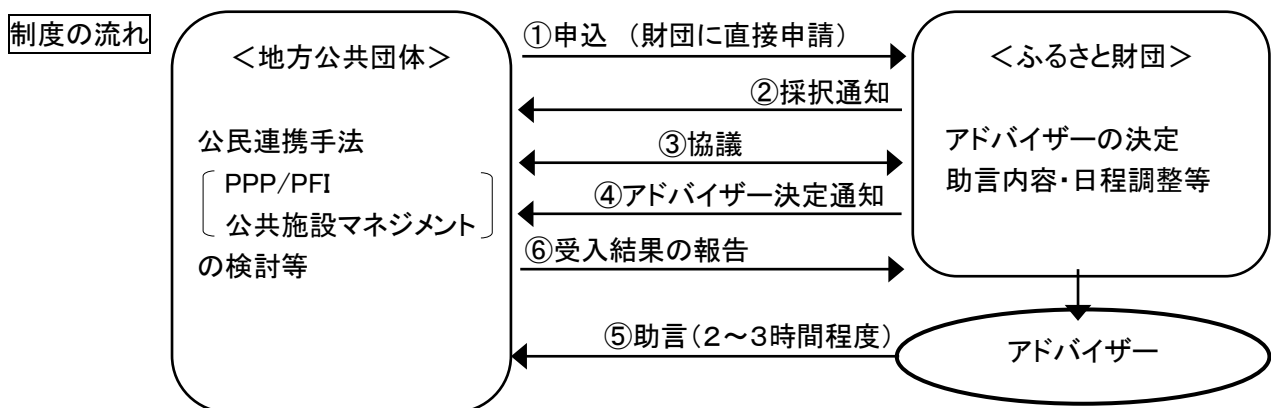 制度の流れ
＜地方公共団体＞
公民連携手法
PPP/PFI
公共施設マネジメント
の検討等
①申込　（財団に直接申請）
②採択通知
③協議
④アドバイザー決定通知
⑥受入結果の報告
⑤助言（２～３時間程度）
＜ふるさと財団＞
アドバイザーの決定
助言内容・日程調整等
アドバイザー